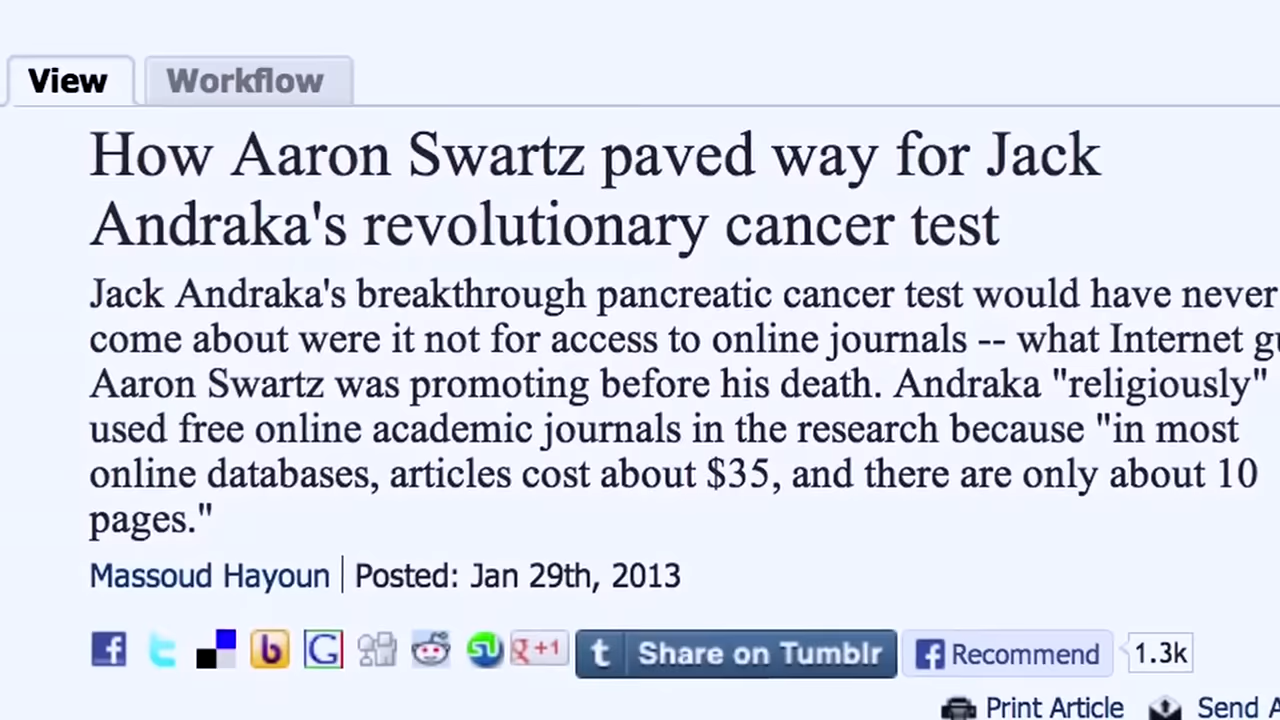 View Workflow
How Aaron Swartz paved way for Jack
Andraka's revolutionary cancer test
Jack Andraka's breakthrough pancreatic cancer test would have never
come about were it not for access to online journals -- what Internet
Aaron Swartz was promoting before his death. Andraka "religiously"
used free online academic journals in the research because "in most
online databases, articles cost about $35, and there are only about 10
pages."
Massoud Hayoun Posted: Jan 29th, 2013
f t b G g +1 t Share on Tumblr f Recommend 1.3k
Print Article Send